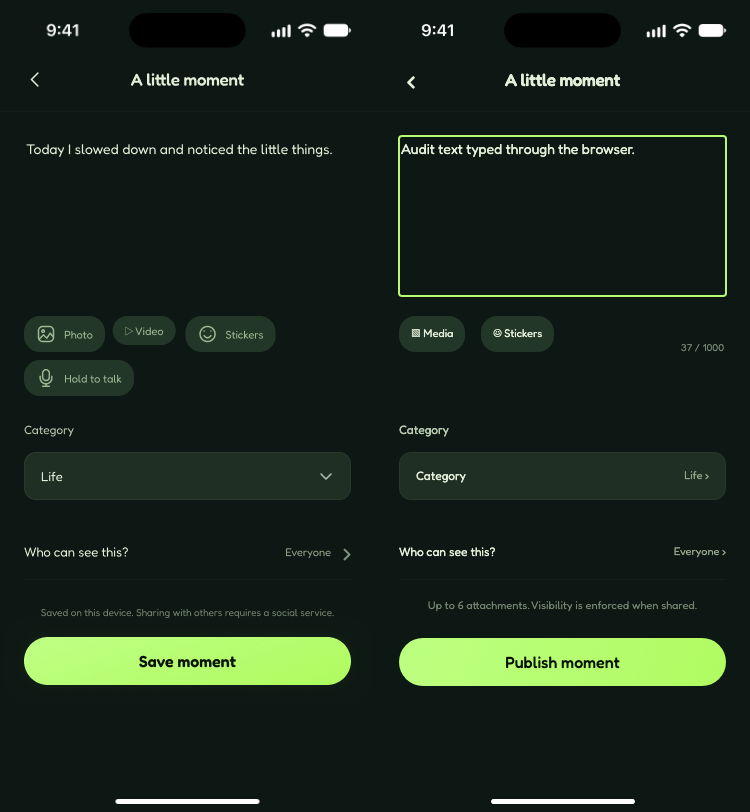 9:41
A little moment
Today I slowed down and noticed the little things.
Photo
Video
Stickers
Hold to talk
Category
Life
Who can see this?
Everyone
Saved on this device. Sharing with others requires a social service.
Save moment
9:41
A little moment
Audit text typed through the browser.
Media
Stickers
37 / 1000
Category
Category
Life ›
Who can see this?
Everyone ›
Up to 6 attachments. Visibility is enforced when shared.
Publish moment